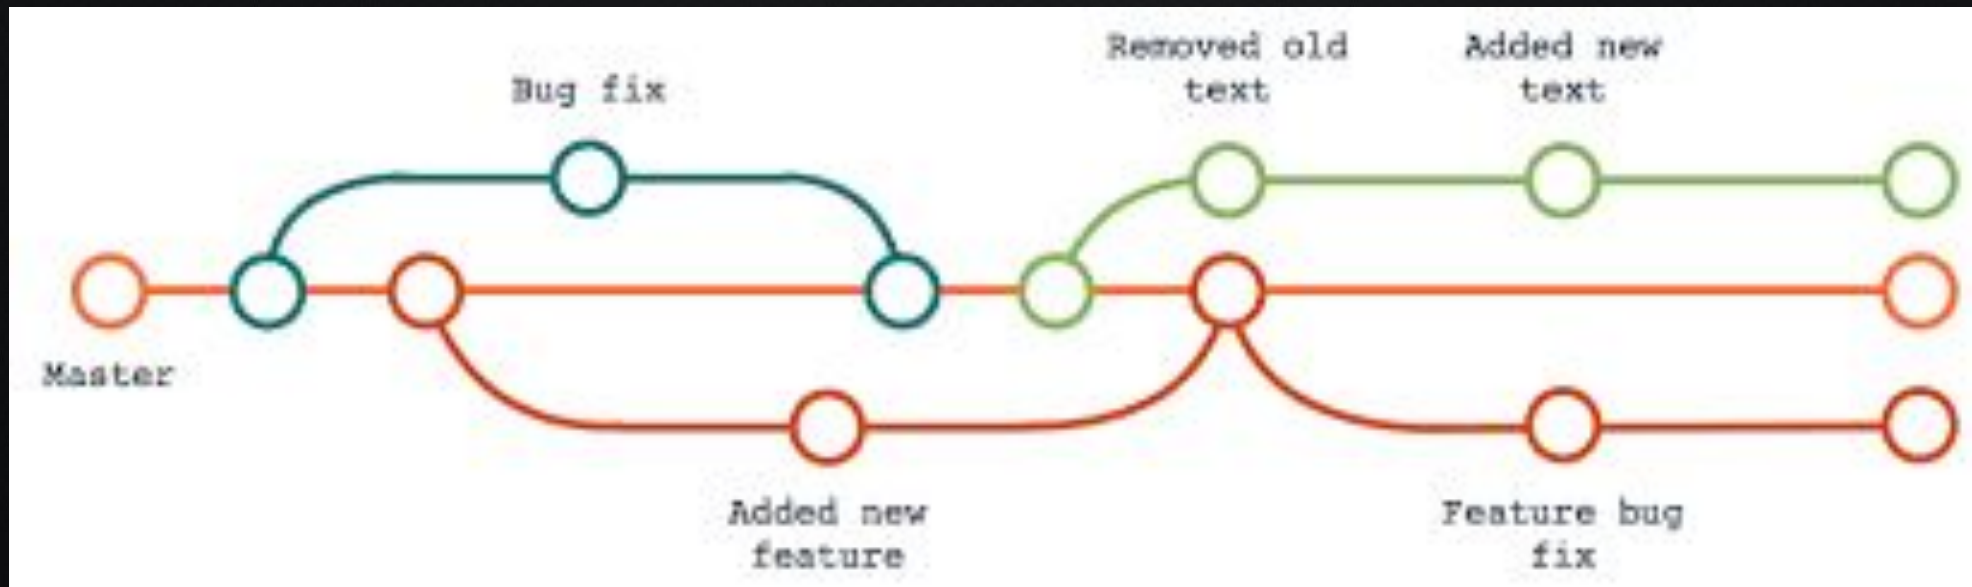 Removed old
text
Added new
text
Bug fix
Master
Added new
feature
Feature bug
fix